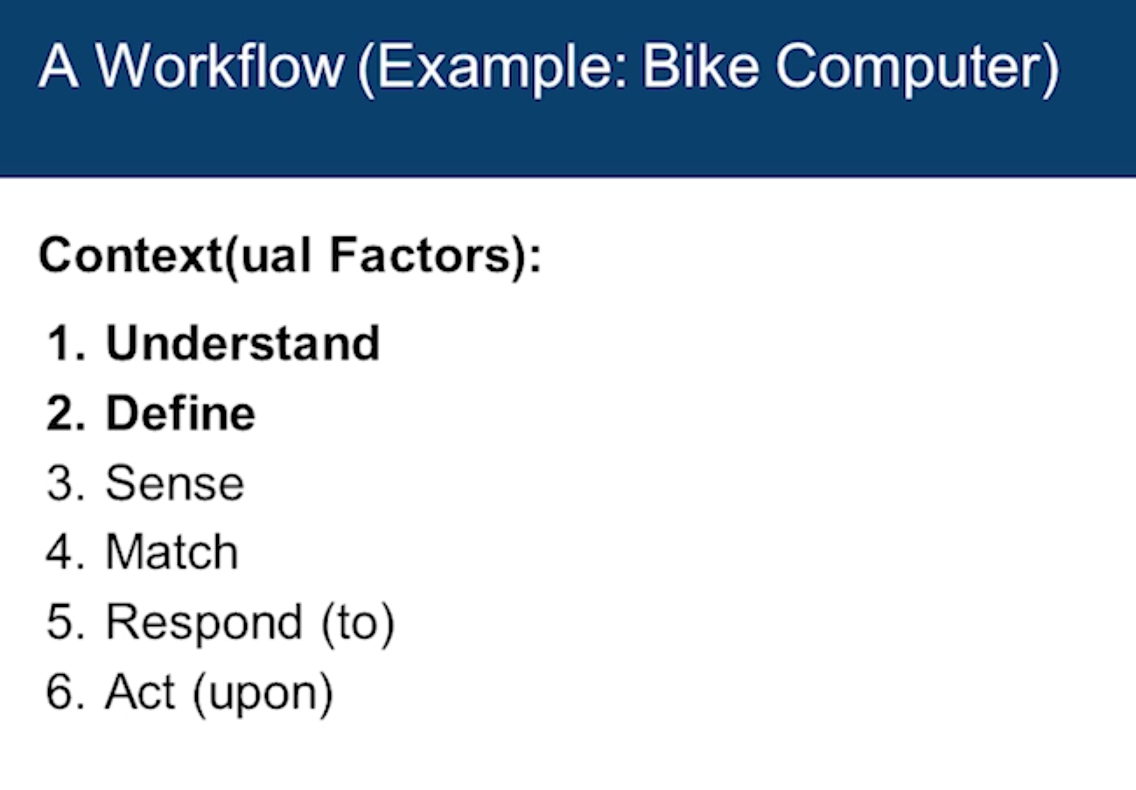 A Workflow (Example: Bike Computer)
Context(ual Factors):
1. Understand
2. Define
3. Sense
4. Match
5. Respond (to)
6. Act (upon)